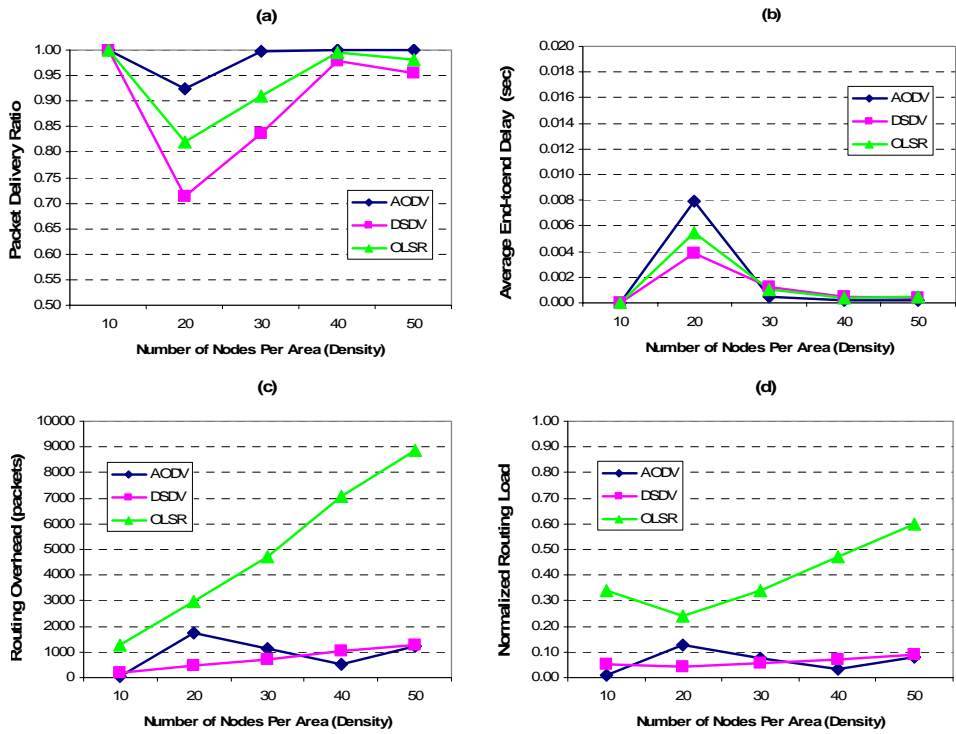 (a)
Packet Delivery Ratio
1.00
0.95
0.90
0.85
0.80
0.75
0.70
0.65
0.60
0.55
0.50
AODV
DSDV
OLSR
10 20 30 40 50
Number of Nodes Per Area (Density)
(b)
Average End-toend Delay (sec)
0.020
0.018
0.016
0.014
0.012
0.010
0.008
0.006
0.004
0.002
0.000
AODV
DSDV
OLSR
10 20 30 40 50
Number of Nodes Per Area (Density)
(c)
Routing Overhead (packets)
10000
9000
8000
7000
6000
5000
4000
3000
2000
1000
0
AODV
DSDV
OLSR
10 20 30 40 50
Number of Nodes Per Area (Density)
(d)
Normalized Routing Load
1.00
0.90
0.80
0.70
0.60
0.50
0.40
0.30
0.20
0.10
0.00
AODV
DSDV
OLSR
10 20 30 40 50
Number of Nodes Per Area (Density)